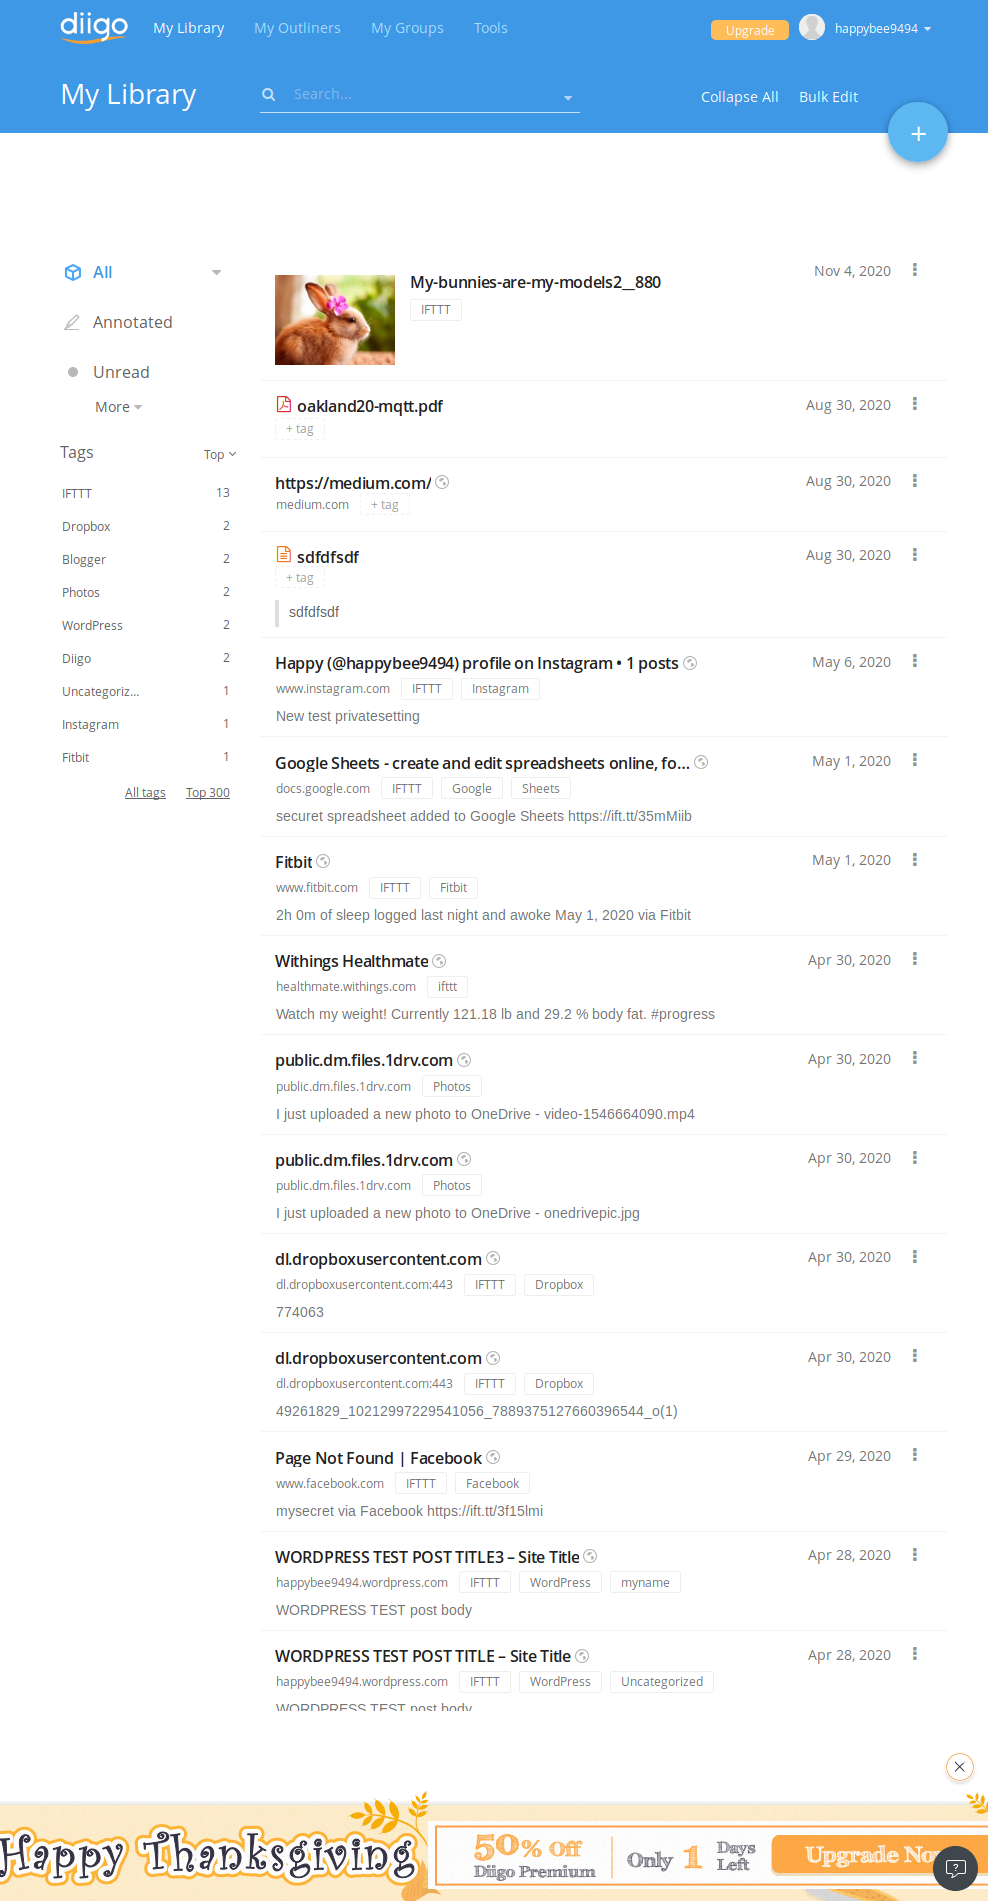 diigo My Library My Outliners My Groups Tools Upgrade happybee9494
My Library Search... Collapse All Bulk Edit
+
All
Annotated
Unread
More
Tags Top
IFTTT 13
Dropbox 2
Blogger 2
Photos 2
WordPress 2
Diigo 2
Uncategoriz... 1
Instagram 1
Fitbit 1
All tags Top 300
My-bunnies-are-my-models2__880 Nov 4, 2020
IFTTT
oakland20-mqtt.pdf Aug 30, 2020
+ tag
https://medium.com/ Aug 30, 2020
medium.com + tag
sdfdfsdf Aug 30, 2020
+ tag
sdfdfsdf
Happy (@happybee9494) profile on Instagram • 1 posts May 6, 2020
www.instagram.com IFTTT Instagram
New test privatesetting
Google Sheets - create and edit spreadsheets online, fo... May 1, 2020
docs.google.com IFTTT Google Sheets
securet spreadsheet added to Google Sheets https://ift.tt/35mMiib
Fitbit May 1, 2020
www.fitbit.com IFTTT Fitbit
2h 0m of sleep logged last night and awoke May 1, 2020 via Fitbit
Withings Healthmate Apr 30, 2020
healthmate.withings.com ifttt
Watch my weight! Currently 121.18 lb and 29.2 % body fat. #progress
public.dm.files.1drv.com Apr 30, 2020
public.dm.files.1drv.com Photos
I just uploaded a new photo to OneDrive - video-1546664090.mp4
public.dm.files.1drv.com Apr 30, 2020
public.dm.files.1drv.com Photos
I just uploaded a new photo to OneDrive - onedrivepic.jpg
dl.dropboxusercontent.com Apr 30, 2020
dl.dropboxusercontent.com:443 IFTTT Dropbox
774063
dl.dropboxusercontent.com Apr 30, 2020
dl.dropboxusercontent.com:443 IFTTT Dropbox
49261829_10212997229541056_7889375127660396544_o(1)
Page Not Found | Facebook Apr 29, 2020
www.facebook.com IFTTT Facebook
mysecret via Facebook https://ift.tt/3f15lmi
WORDPRESS TEST POST TITLE3 – Site Title Apr 28, 2020
happybee9494.wordpress.com IFTTT WordPress myname
WORDPRESS TEST post body
WORDPRESS TEST POST TITLE – Site Title Apr 28, 2020
happybee9494.wordpress.com IFTTT WordPress Uncategorized
WORDPRESS TEST post body
Happy Thanksgiving
50% Off
Diigo Premium
Only 1 Days Left
Upgrade No